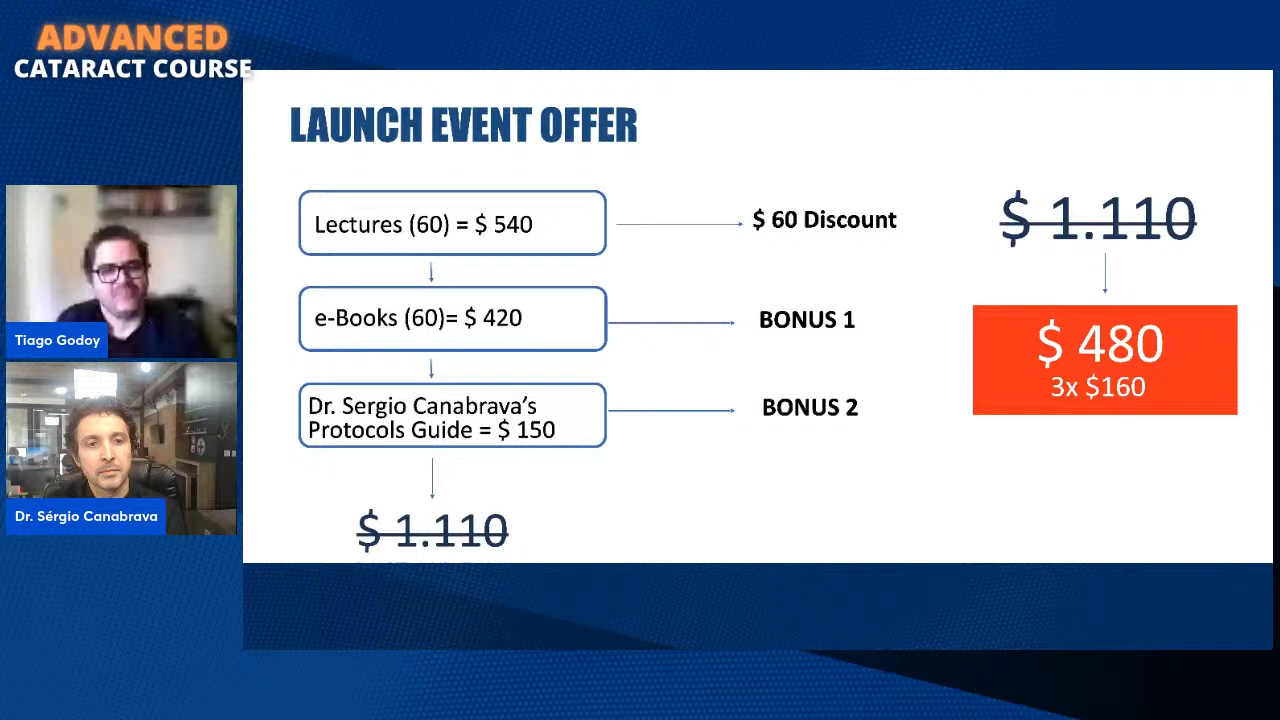 ADVANCED
CATARACT COURSE
LAUNCH EVENT OFFER
Lectures (60) = $ 540
$ 60 Discount
$ 1.110
e-Books (60)= $ 420
BONUS 1
$ 480
3x $160
Dr. Sergio Canabrava's
Protocols Guide = $ 150
BONUS 2
$ 1.110
Tiago Godoy
Dr. Sérgio Canabrava